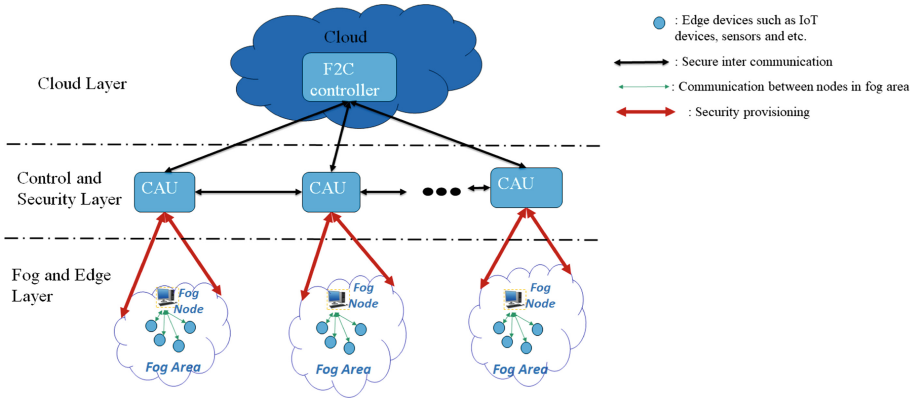 Cloud
F2C
controller
Cloud Layer
: Edge devices such as IoT
devices, sensors and etc.
: Secure inter communication
: Communication between nodes in fog area
: Security provisioning
Control and
Security Layer
CAU
CAU
CAU
Fog and Edge
Layer
Fog
Node
Fog Area
Fog
Node
Fog Area
Fog
Node
Fog Area